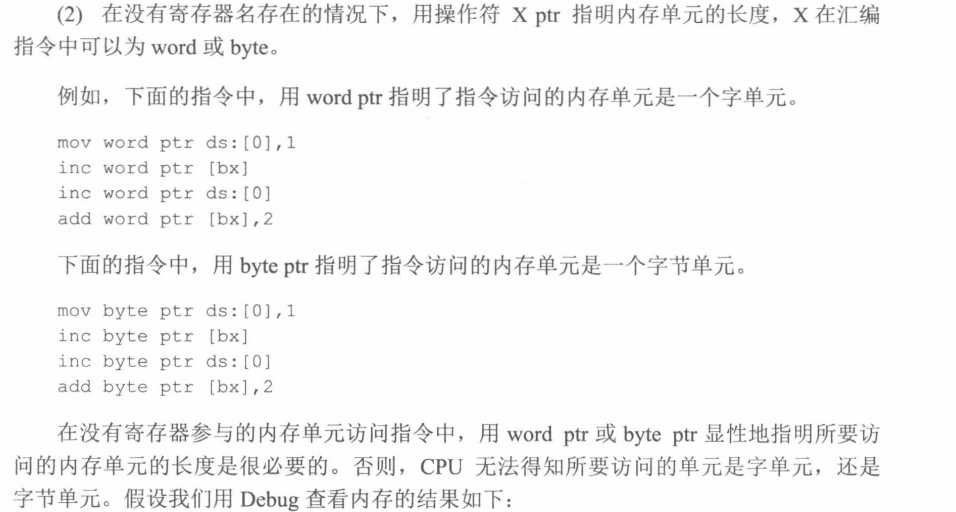 (2) 在没有寄存器名存在的情况下，用操作符 X ptr 指明内存单元的长度，X 在汇编
指令中可以为 word 或 byte。
例如，下面的指令中，用 word ptr 指明了指令访问的内存单元是一个字单元。
mov word ptr ds:[0],1
inc word ptr [bx]
inc word ptr ds:[0]
add word ptr [bx],2
下面的指令中，用 byte ptr 指明了指令访问的内存单元是一个字节单元。
mov byte ptr ds:[0],1
inc byte ptr [bx]
inc byte ptr ds:[0]
add byte ptr [bx],2
在没有寄存器参与的内存单元访问指令中，用 word ptr 或 byte ptr 显性地指明所要访
问的内存单元的长度是很必要的。否则，CPU 无法得知所要访问的单元是字单元，还是
字节单元。假设我们用 Debug 查看内存的结果如下：